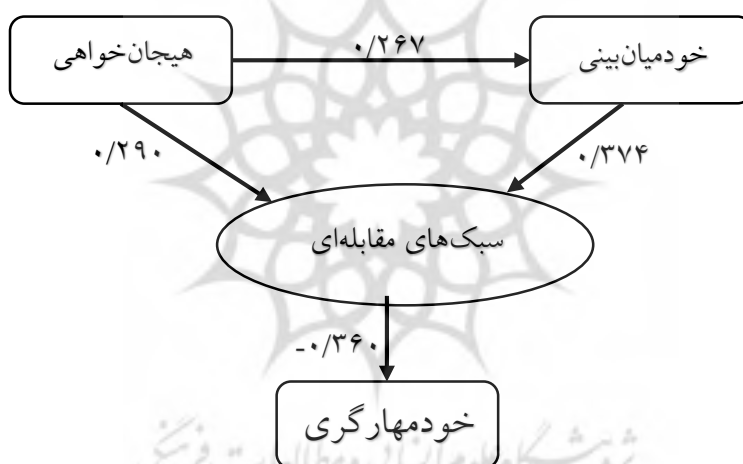 هیجان‌خواهی
۰/۲۶۷
خودمیان‌بینی
۰/۲۹۰
۰/۳۷۴
سبک‌های مقابله‌ای
-۰/۳۶۰
خودمهارگری